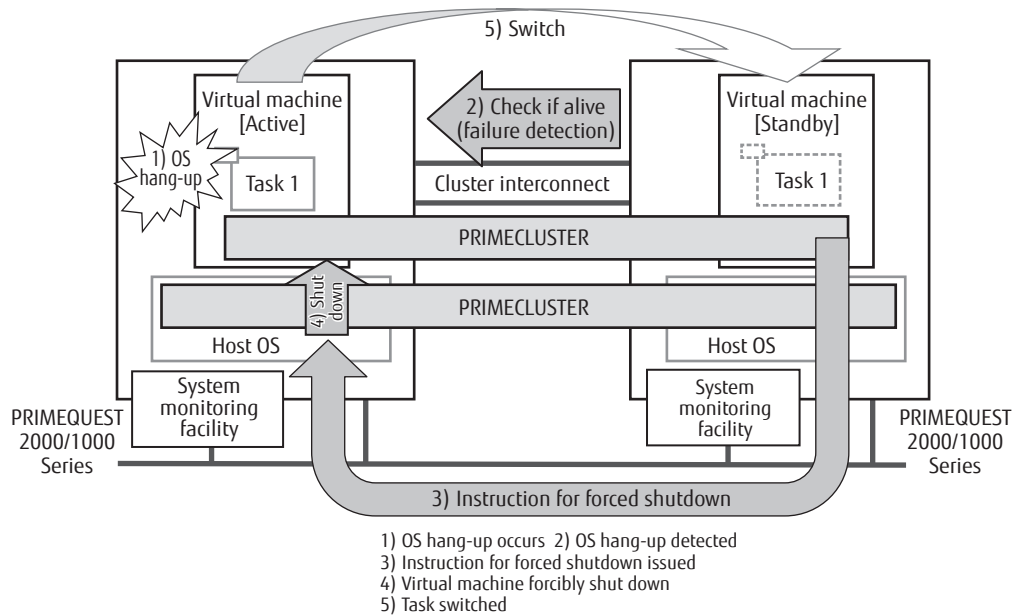 5) Switch
Virtual machine
[Active]
2) Check if alive
(failure detection)
Virtual machine
[Standby]
1) OS
hang-up
Task 1
Cluster interconnect
Task 1
PRIMECLUSTER
4) Shut
down
PRIMECLUSTER
Host OS
Host OS
System
monitoring
facility
System
monitoring
facility
PRIMEQUEST
2000/1000
Series
PRIMEQUEST
2000/1000
Series
3) Instruction for forced shutdown
1) OS hang-up occurs 2) OS hang-up detected
3) Instruction for forced shutdown issued
4) Virtual machine forcibly shut down
5) Task switched